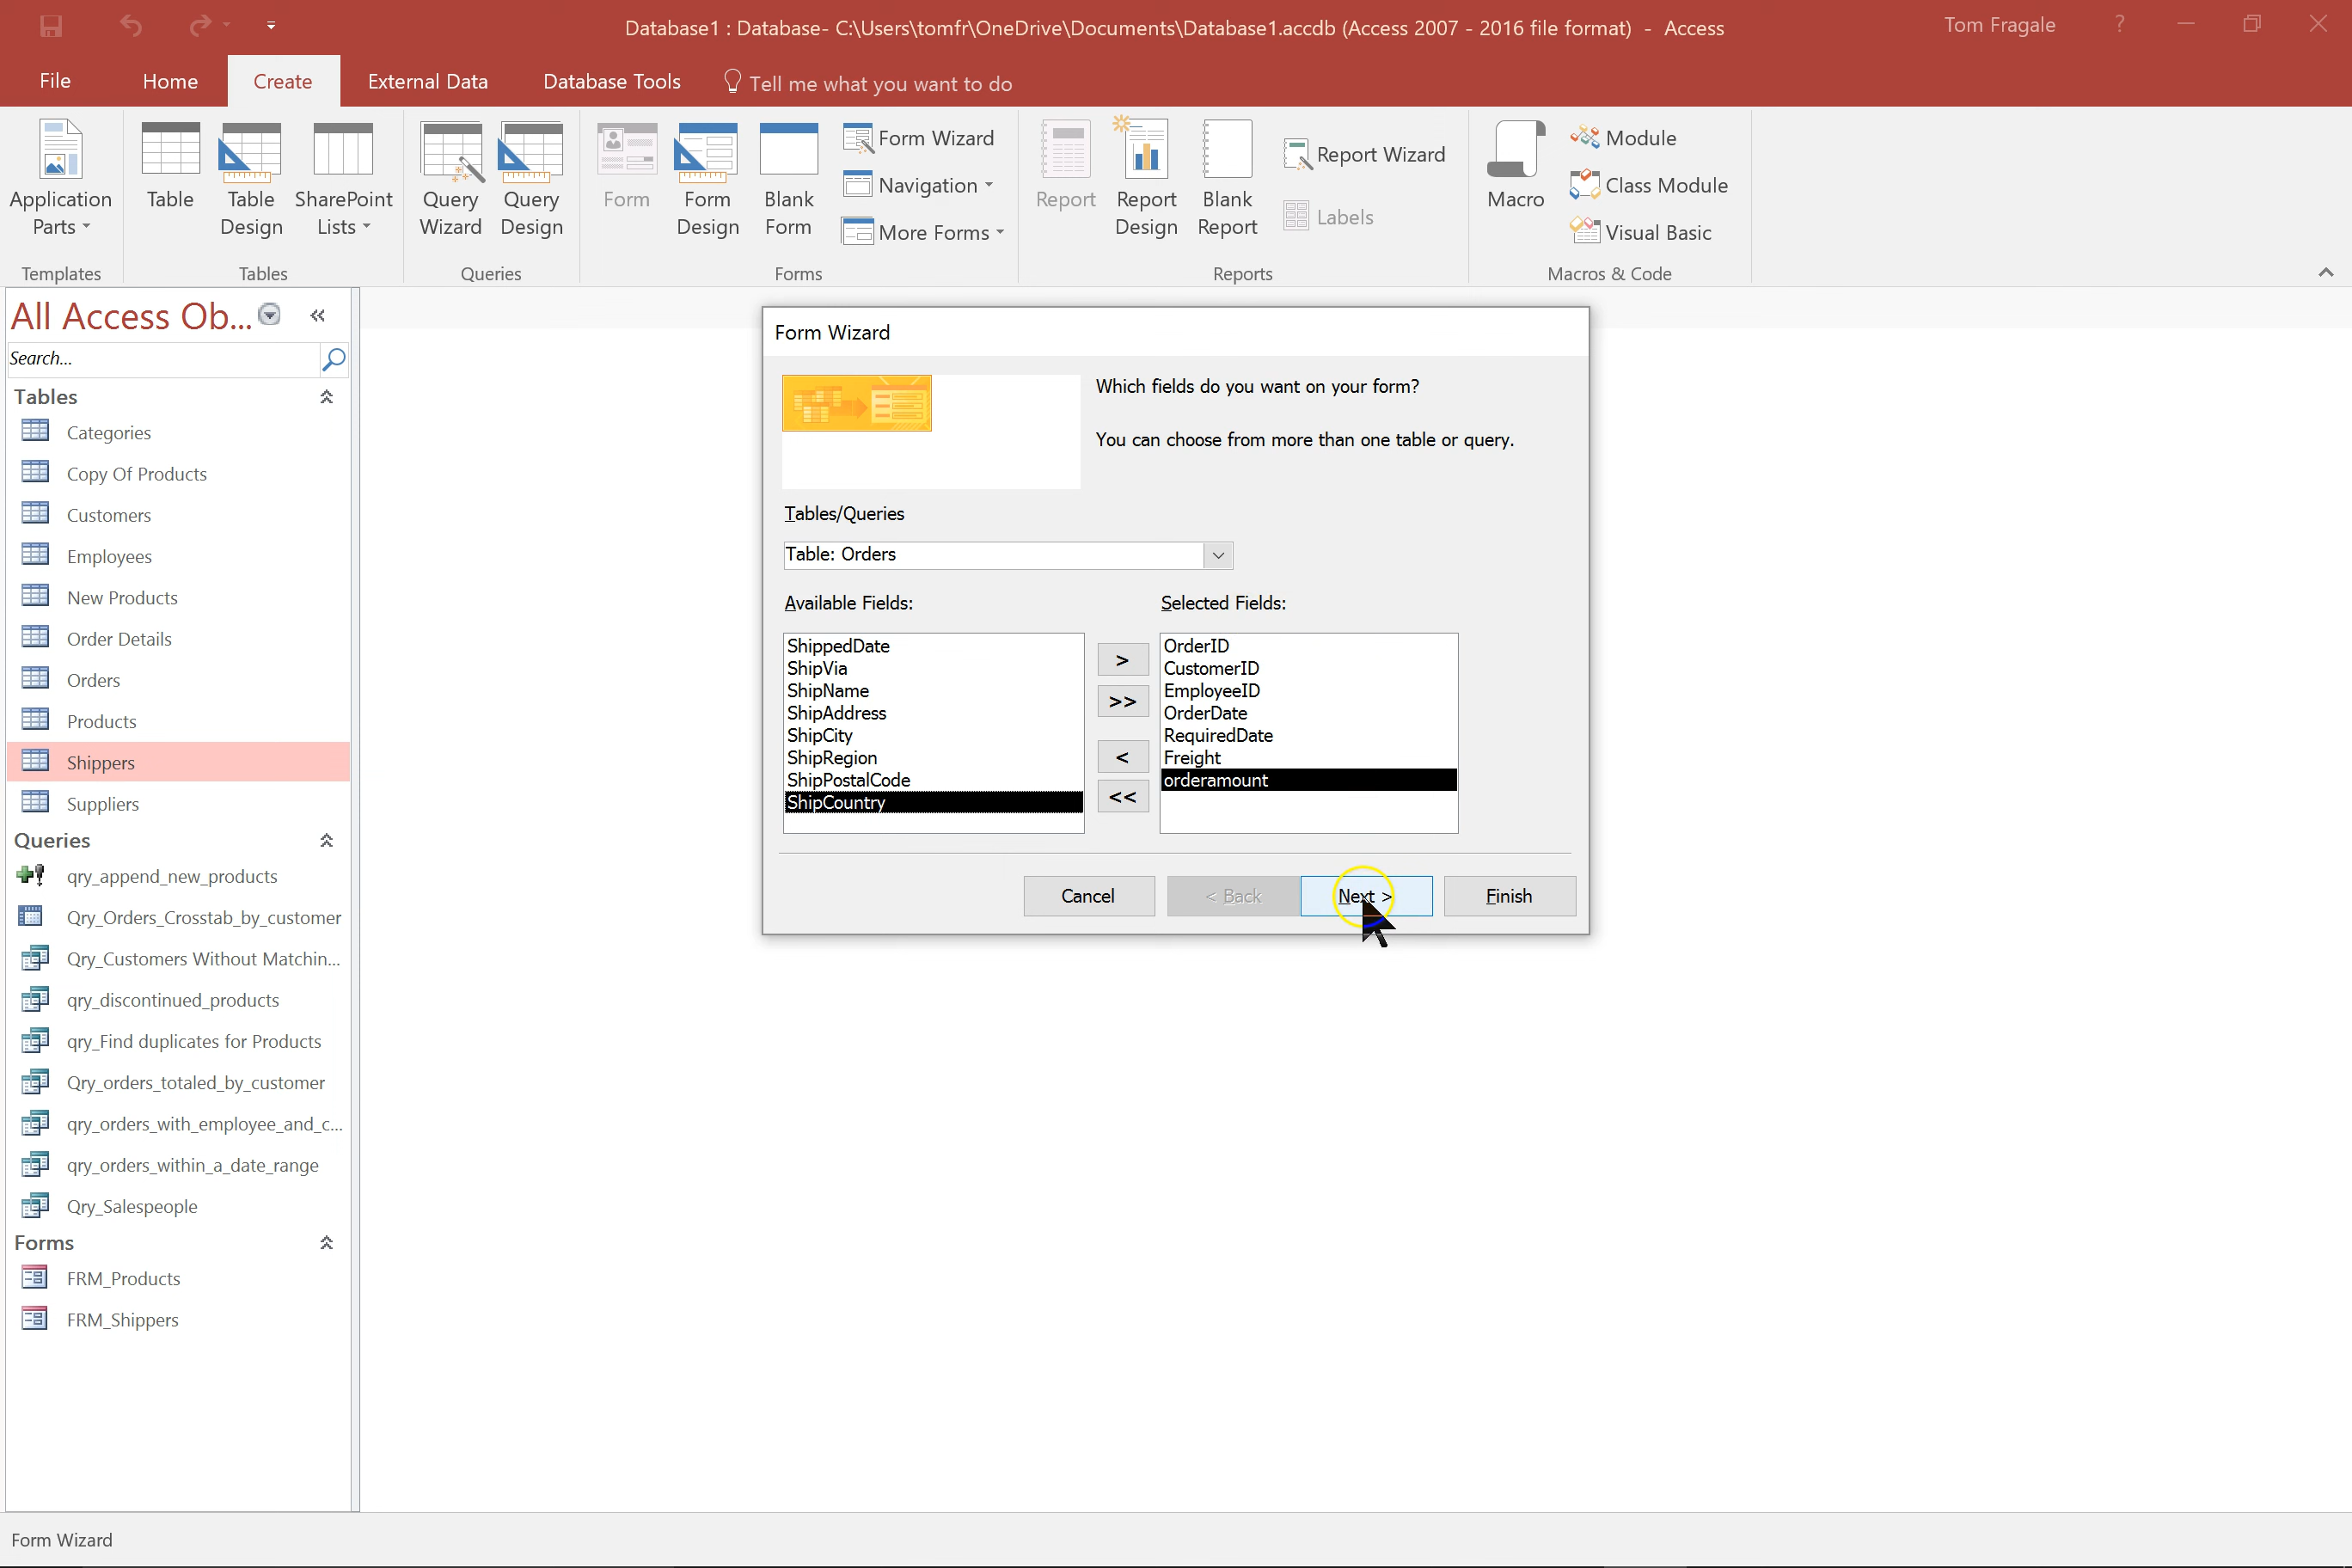 Database1 : Database- C:\Users\tomfr\OneDrive\Documents\Database1.accdb (Access 2007 - 2016 file format) - Access
Tom Fragale
?
File
Home
Create
External Data
Database Tools
Tell me what you want to do
Application
Parts
Table
Table
Design
SharePoint
Lists
Query
Wizard
Query
Design
Form
Form
Design
Blank
Form
Form Wizard
Navigation
More Forms
Report
Report
Design
Blank
Report
Report Wizard
Labels
Macro
Module
Class Module
Visual Basic
Templates
Tables
Queries
Forms
Reports
Macros & Code
All Access Ob...
Search...
Tables
Categories
Copy Of Products
Customers
Employees
New Products
Order Details
Orders
Products
Shippers
Suppliers
Queries
qry_append_new_products
Qry_Orders_Crosstab_by_customer
Qry_Customers Without Matchin...
qry_discontinued_products
qry_Find duplicates for Products
Qry_orders_totaled_by_customer
qry_orders_with_employee_and_c...
qry_orders_within_a_date_range
Qry_Salespeople
Forms
FRM_Products
FRM_Shippers
Form Wizard
Which fields do you want on your form?
You can choose from more than one table or query.
Tables/Queries
Table: Orders
Available Fields:
ShippedDate
ShipVia
ShipName
ShipAddress
ShipCity
ShipRegion
ShipPostalCode
ShipCountry
>
>>
<
<<
Selected Fields:
OrderID
CustomerID
EmployeeID
OrderDate
RequiredDate
Freight
orderamount
Cancel
< Back
Next >
Finish
Form Wizard